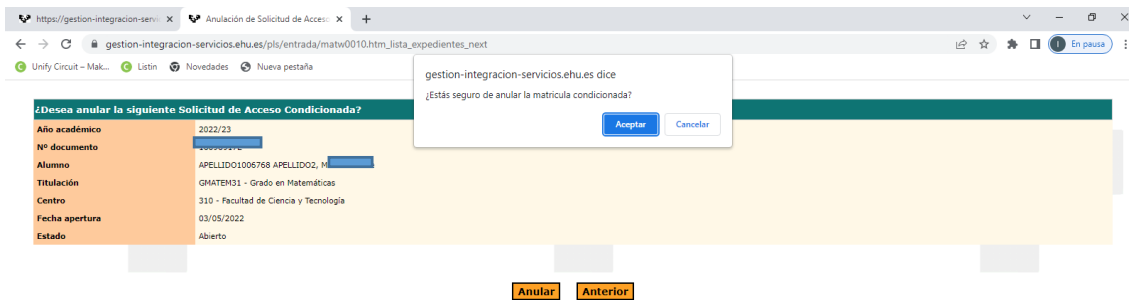 https://gestion-integracion-servic
Anulación de Solicitud de Acceso
gestion-integracion-servicios.ehu.es/pls/entrada/matw0010.htm_lista_expedientes_next
En pausa
Unify Circuit – Mak... Listin Novedades Nueva pestaña
gestion-integracion-servicios.ehu.es dice
¿Estás seguro de anular la matricula condicionada?
Aceptar Cancelar
¿Desea anular la siguiente Solicitud de Acceso Condicionada?
Año académico 2022/23
Nº documento
Alumno APELLIDO1006768 APELLIDO2, M
Titulación GMATEM31 - Grado en Matemáticas
Centro 310 - Facultad de Ciencia y Tecnología
Fecha apertura 03/05/2022
Estado Abierto
Anular Anterior